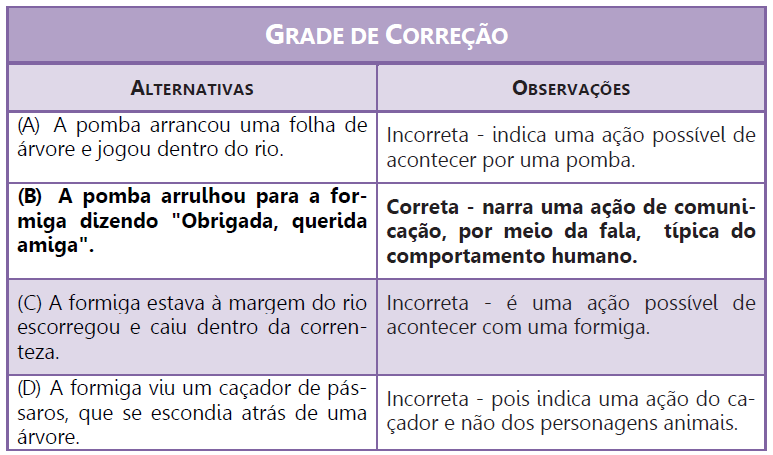 GRADE DE CORREÇÃO
ALTERNATIVAS
OBSERVAÇÕES
(A) A pomba arrancou uma folha de
árvore e jogou dentro do rio.
Incorreta - indica uma ação possível de
acontecer por uma pomba.
(B) A pomba arrulhou para a for-
miga dizendo "Obrigada, querida
amiga".
Correta - narra uma ação de comuni-
cação, por meio da fala, típica do
comportamento humano.
(C) A formiga estava à margem do rio
escorregou e caiu dentro da corren-
teza.
Incorreta - é uma ação possível de
acontecer com uma formiga.
(D) A formiga viu um caçador de pás-
saros, que se escondia atrás de uma
árvore.
Incorreta - pois indica uma ação do ca-
çador e não dos personagens animais.